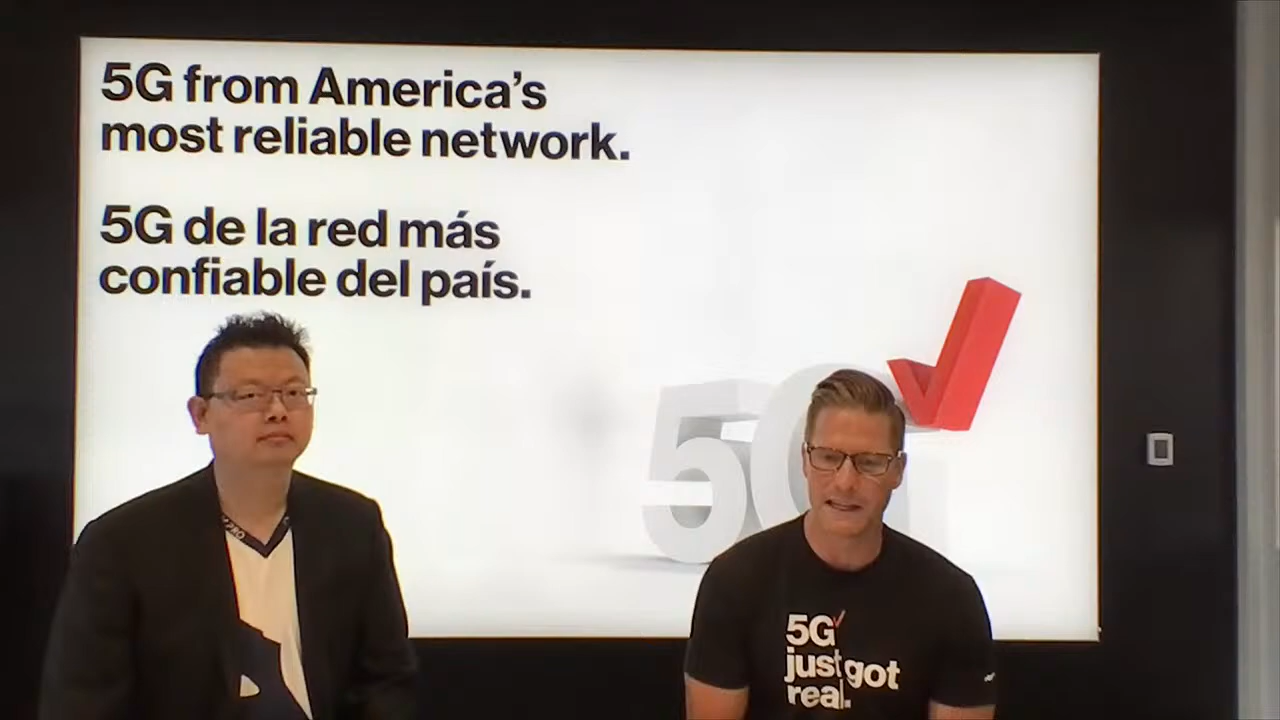 5G from America's
most reliable network.
5G de la red más
confiable del país.
5G
5G
just got
real.